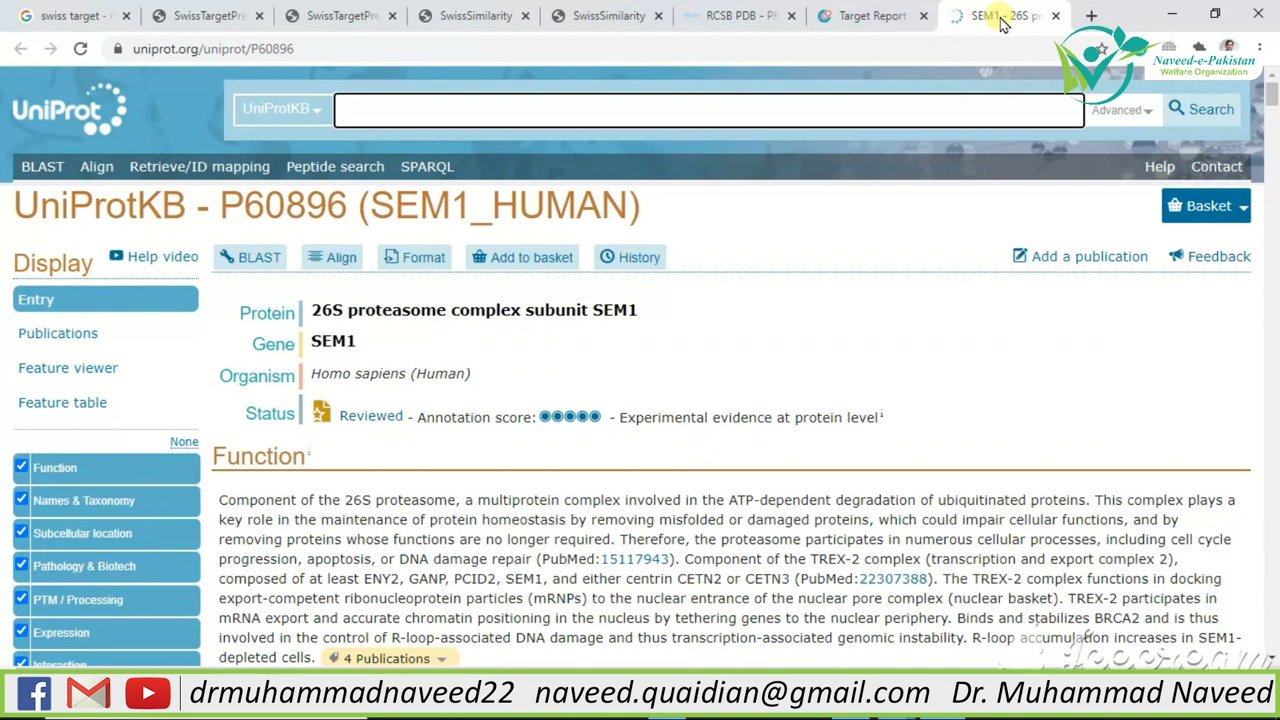 swiss target - G
SwissTargetPre
SwissTargetPre
SwissSimilarity
SwissSimilarity
RCSB PDB - PR
Target Report
SEM1 - 26S pr
uniprot.org/uniprot/P60896
Naveed-e-Pakistan
Welfare Organization
UniProt
UniProtKB
Advanced
Search
BLAST Align Retrieve/ID mapping Peptide search SPARQL
Help Contact
UniProtKB - P60896 (SEM1_HUMAN)
Basket
Display
Help video
BLAST
Align
Format
Add to basket
History
Add a publication
Feedback
Entry
Publications
Feature viewer
Feature table
None
Function
Names & Taxonomy
Subcellular location
Pathology & Biotech
PTM / Processing
Expression
Interaction
Protein 26S proteasome complex subunit SEM1
Gene SEM1
Organism Homo sapiens (Human)
Status Reviewed - Annotation score: - Experimental evidence at protein level i
Function i
Component of the 26S proteasome, a multiprotein complex involved in the ATP-dependent degradation of ubiquitinated proteins. This complex plays a
key role in the maintenance of protein homeostasis by removing misfolded or damaged proteins, which could impair cellular functions, and by
removing proteins whose functions are no longer required. Therefore, the proteasome participates in numerous cellular processes, including cell cycle
progression, apoptosis, or DNA damage repair (PubMed:15117943). Component of the TREX-2 complex (transcription and export complex 2),
composed of at least ENY2, GANP, PCID2, SEM1, and either centrin CETN2 or CETN3 (PubMed:22307388). The TREX-2 complex functions in docking
export-competent ribonucleoprotein particles (mRNPs) to the nuclear entrance of the nuclear pore complex (nuclear basket). TREX-2 participates in
mRNA export and accurate chromatin positioning in the nucleus by tethering genes to the nuclear periphery. Binds and stabilizes BRCA2 and is thus
involved in the control of R-loop-associated DNA damage and thus transcription-associated genomic instability. R-loop accumulation increases in SEM1-
depleted cells. 4 Publications
drmuhammadnaveed22 naveed.quaidian@gmail.com Dr. Muhammad Naveed